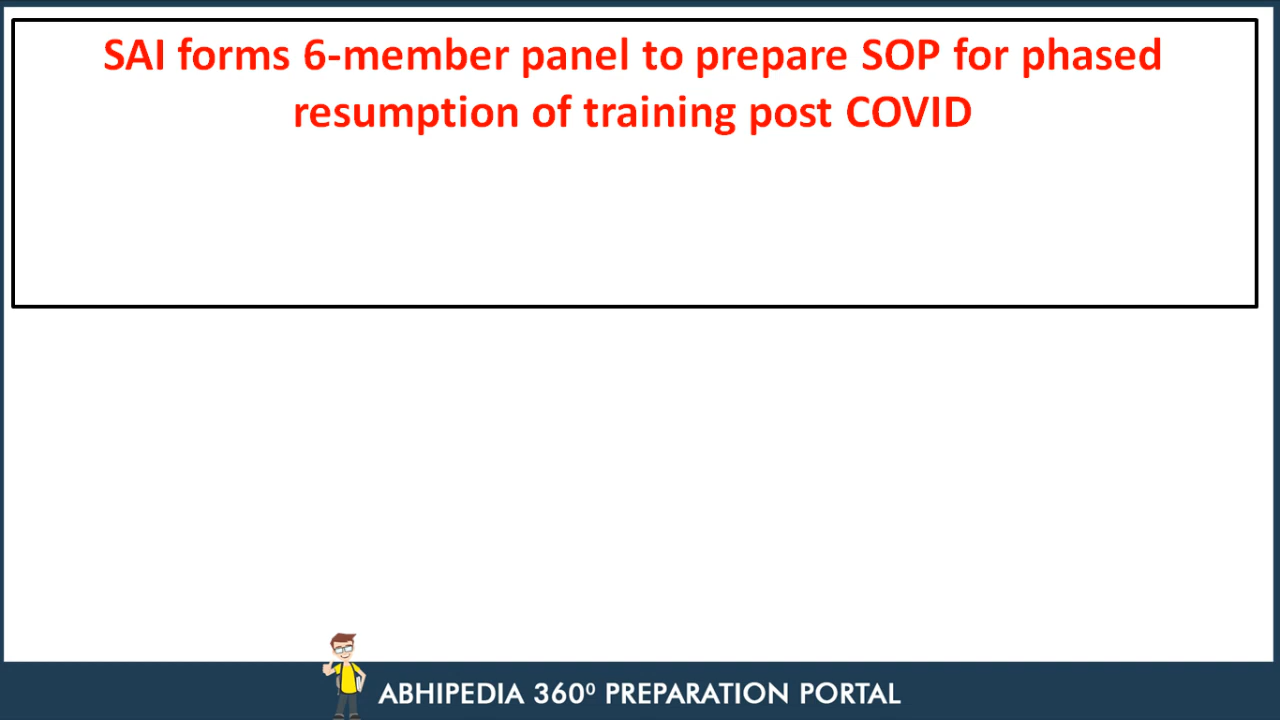 SAI forms 6-member panel to prepare SOP for phased
resumption of training post COVID
ABHIPEDIA 360⁰ PREPARATION PORTAL